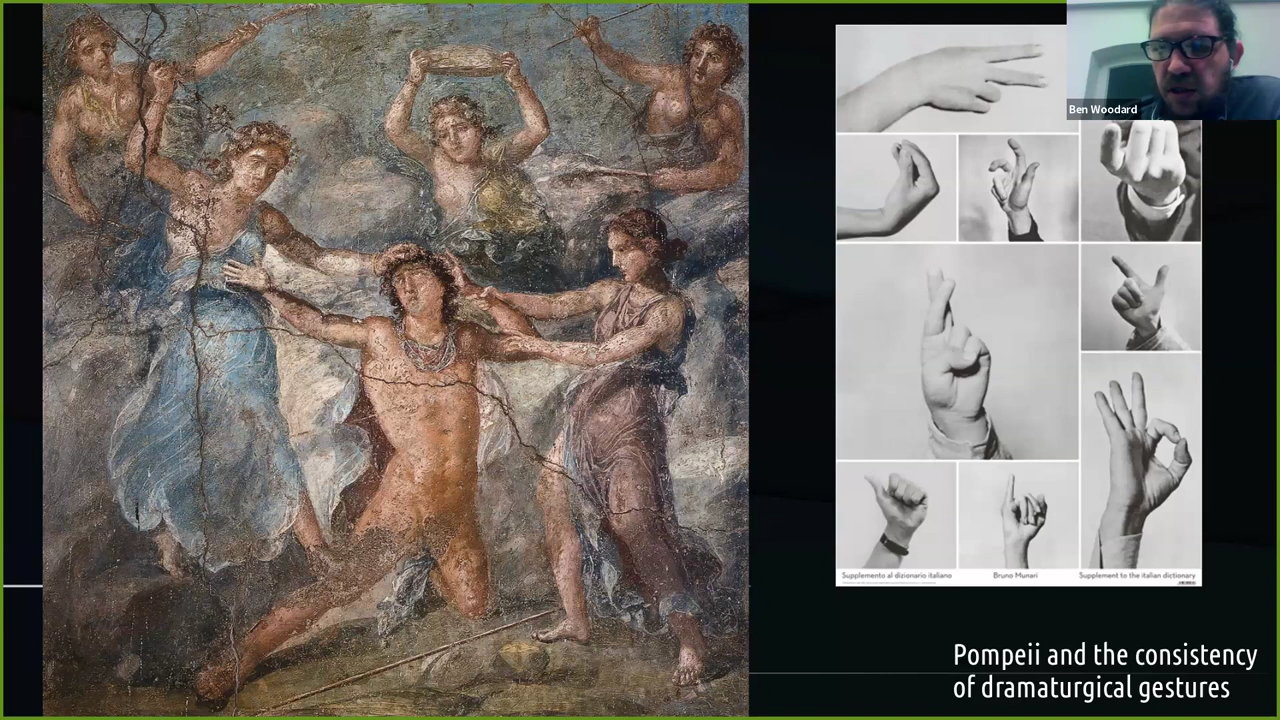 Ben Woodard
Supplemento al dizionario italiano
Bruno Munari
Supplement to the italian dictionary
Pompeii and the consistency
of dramaturgical gestures